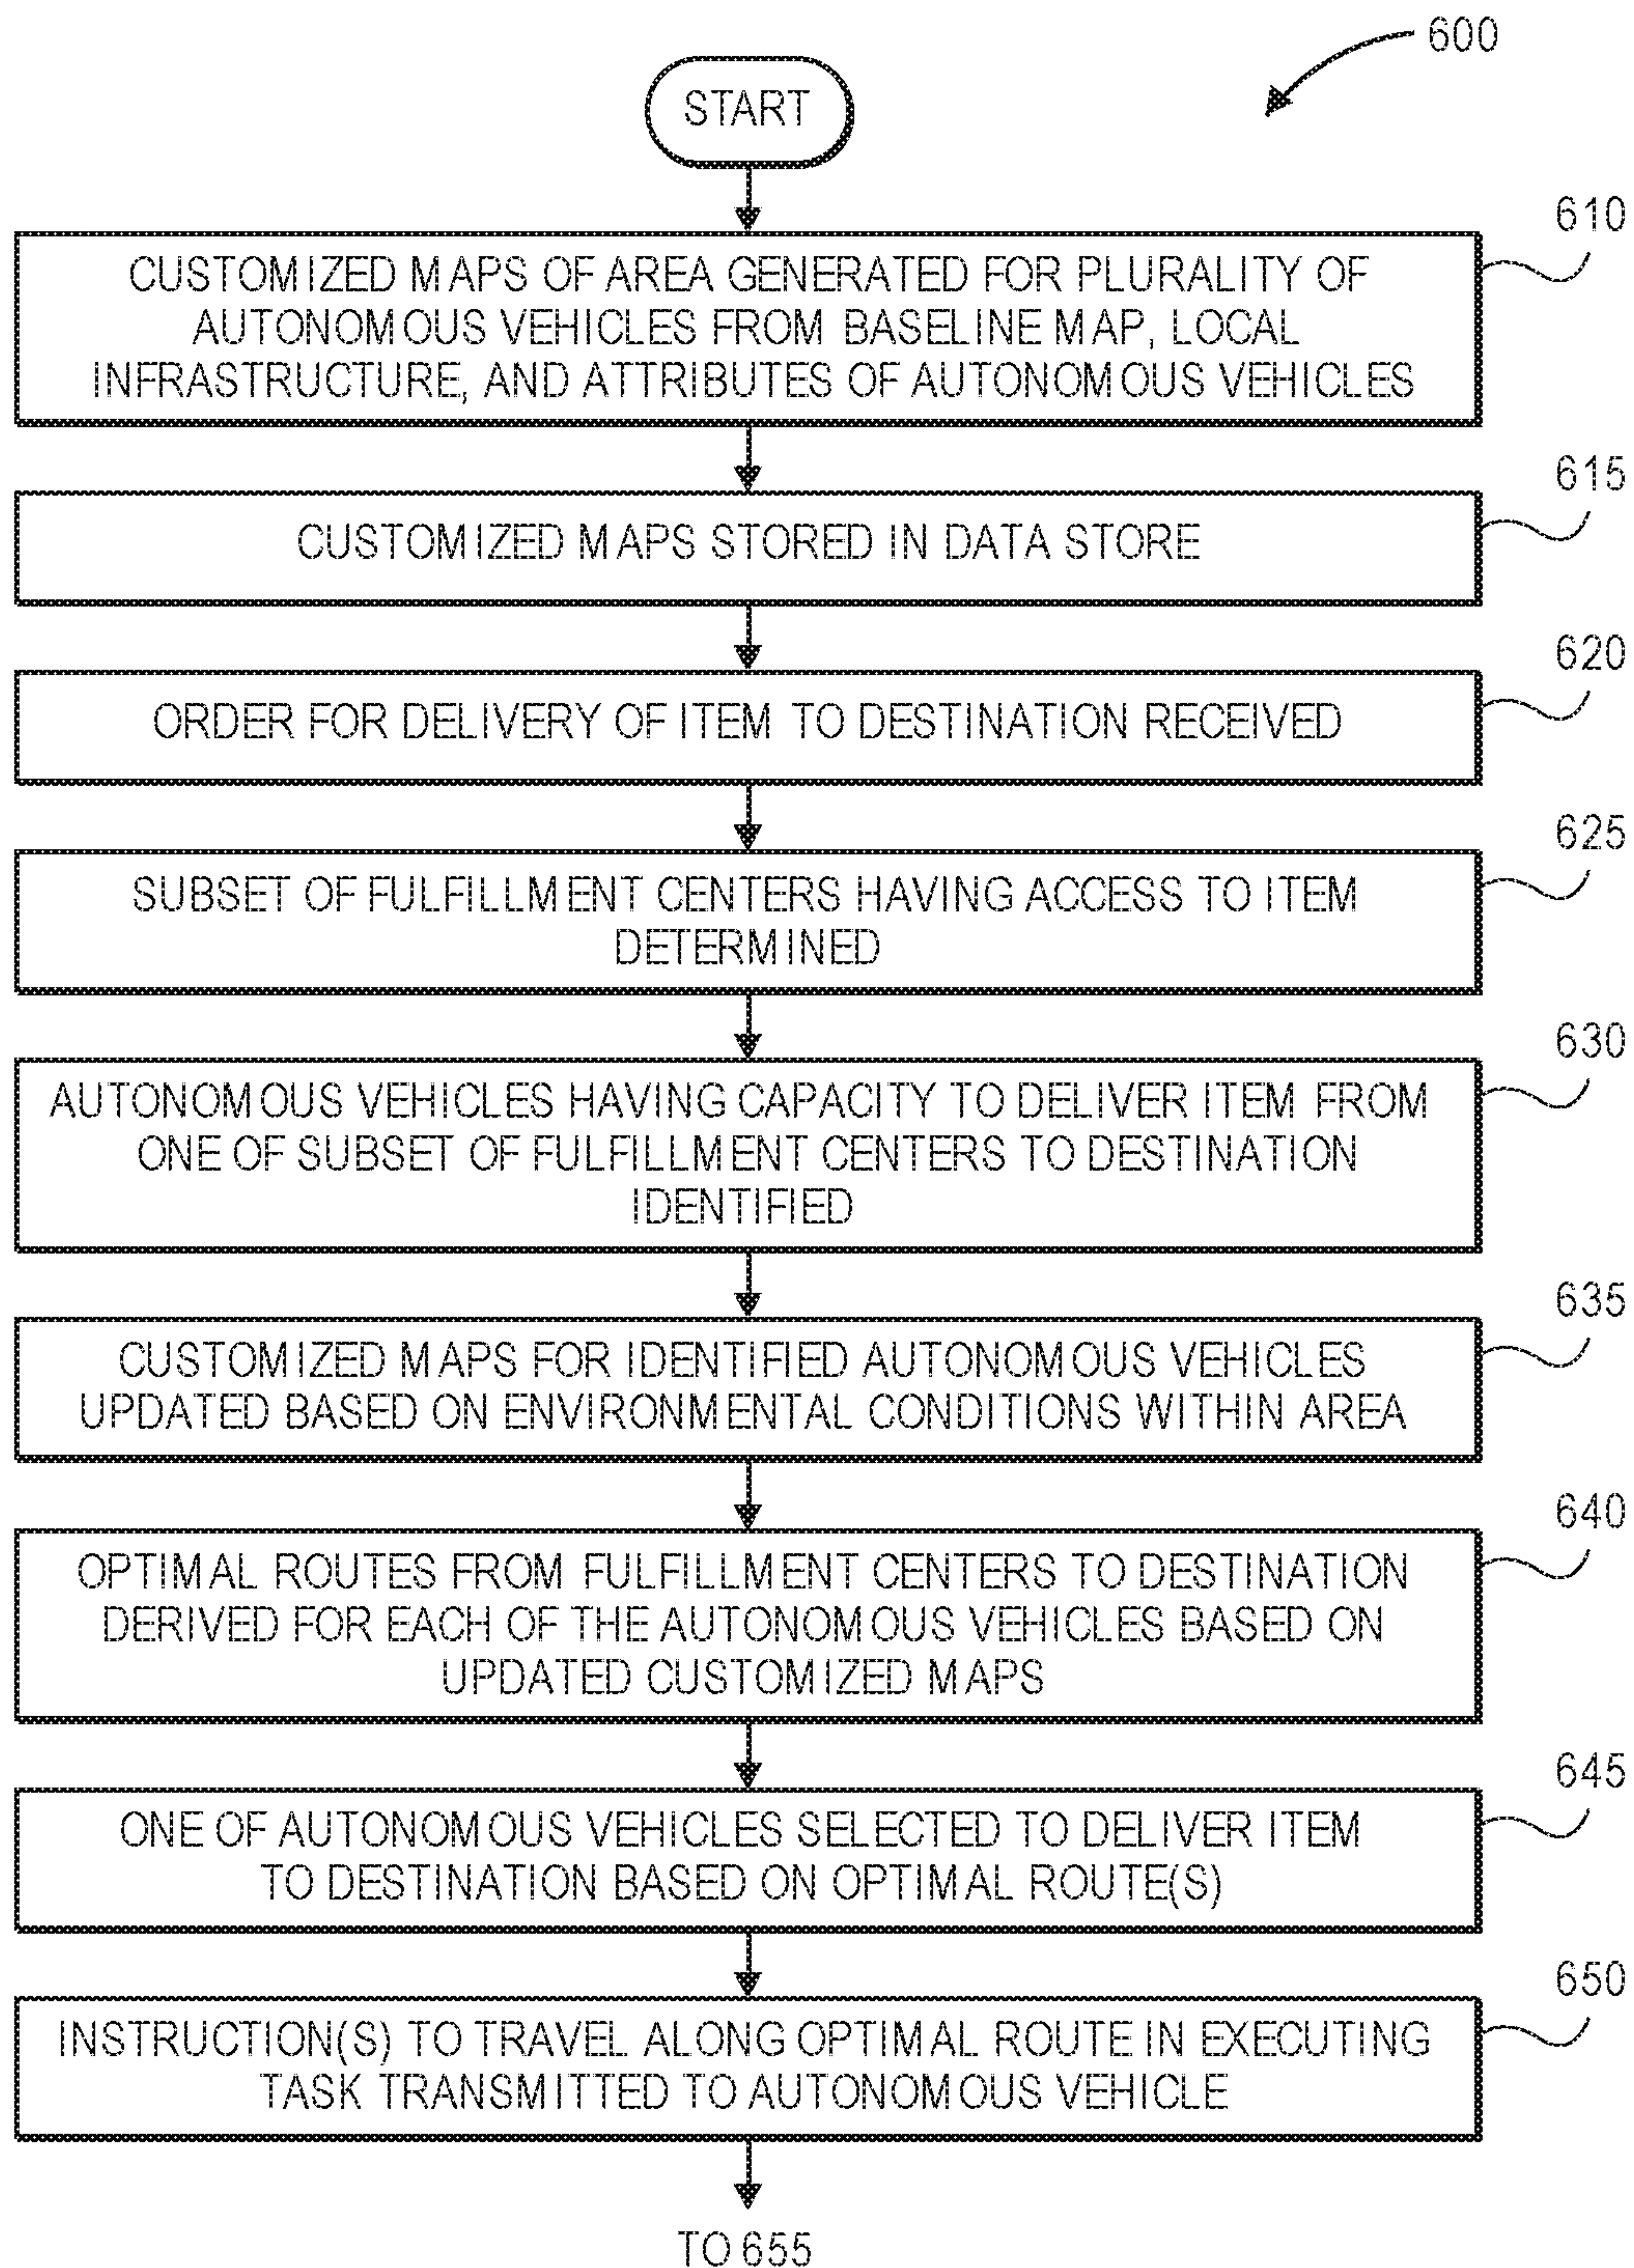 600
START
610
CUSTOMIZED MAPS OF AREA GENERATED FOR PLURALITY OF
AUTONOMOUS VEHICLES FROM BASELINE MAP, LOCAL
INFRASTRUCTURE, AND ATTRIBUTES OF AUTONOMOUS VEHICLES
615
CUSTOMIZED MAPS STORED IN DATA STORE
620
ORDER FOR DELIVERY OF ITEM TO DESTINATION RECEIVED
625
SUBSET OF FULFILLMENT CENTERS HAVING ACCESS TO ITEM
DETERMINED
630
AUTONOMOUS VEHICLES HAVING CAPACITY TO DELIVER ITEM FROM
ONE OF SUBSET OF FULFILLMENT CENTERS TO DESTINATION
IDENTIFIED
635
CUSTOMIZED MAPS FOR IDENTIFIED AUTONOMOUS VEHICLES
UPDATED BASED ON ENVIRONMENTAL CONDITIONS WITHIN AREA
640
OPTIMAL ROUTES FROM FULFILLMENT CENTERS TO DESTINATION
DERIVED FOR EACH OF THE AUTONOMOUS VEHICLES BASED ON
UPDATED CUSTOMIZED MAPS
645
ONE OF AUTONOMOUS VEHICLES SELECTED TO DELIVER ITEM
TO DESTINATION BASED ON OPTIMAL ROUTE(S)
650
INSTRUCTION(S) TO TRAVEL ALONG OPTIMAL ROUTE IN EXECUTING
TASK TRANSMITTED TO AUTONOMOUS VEHICLE
TO 655